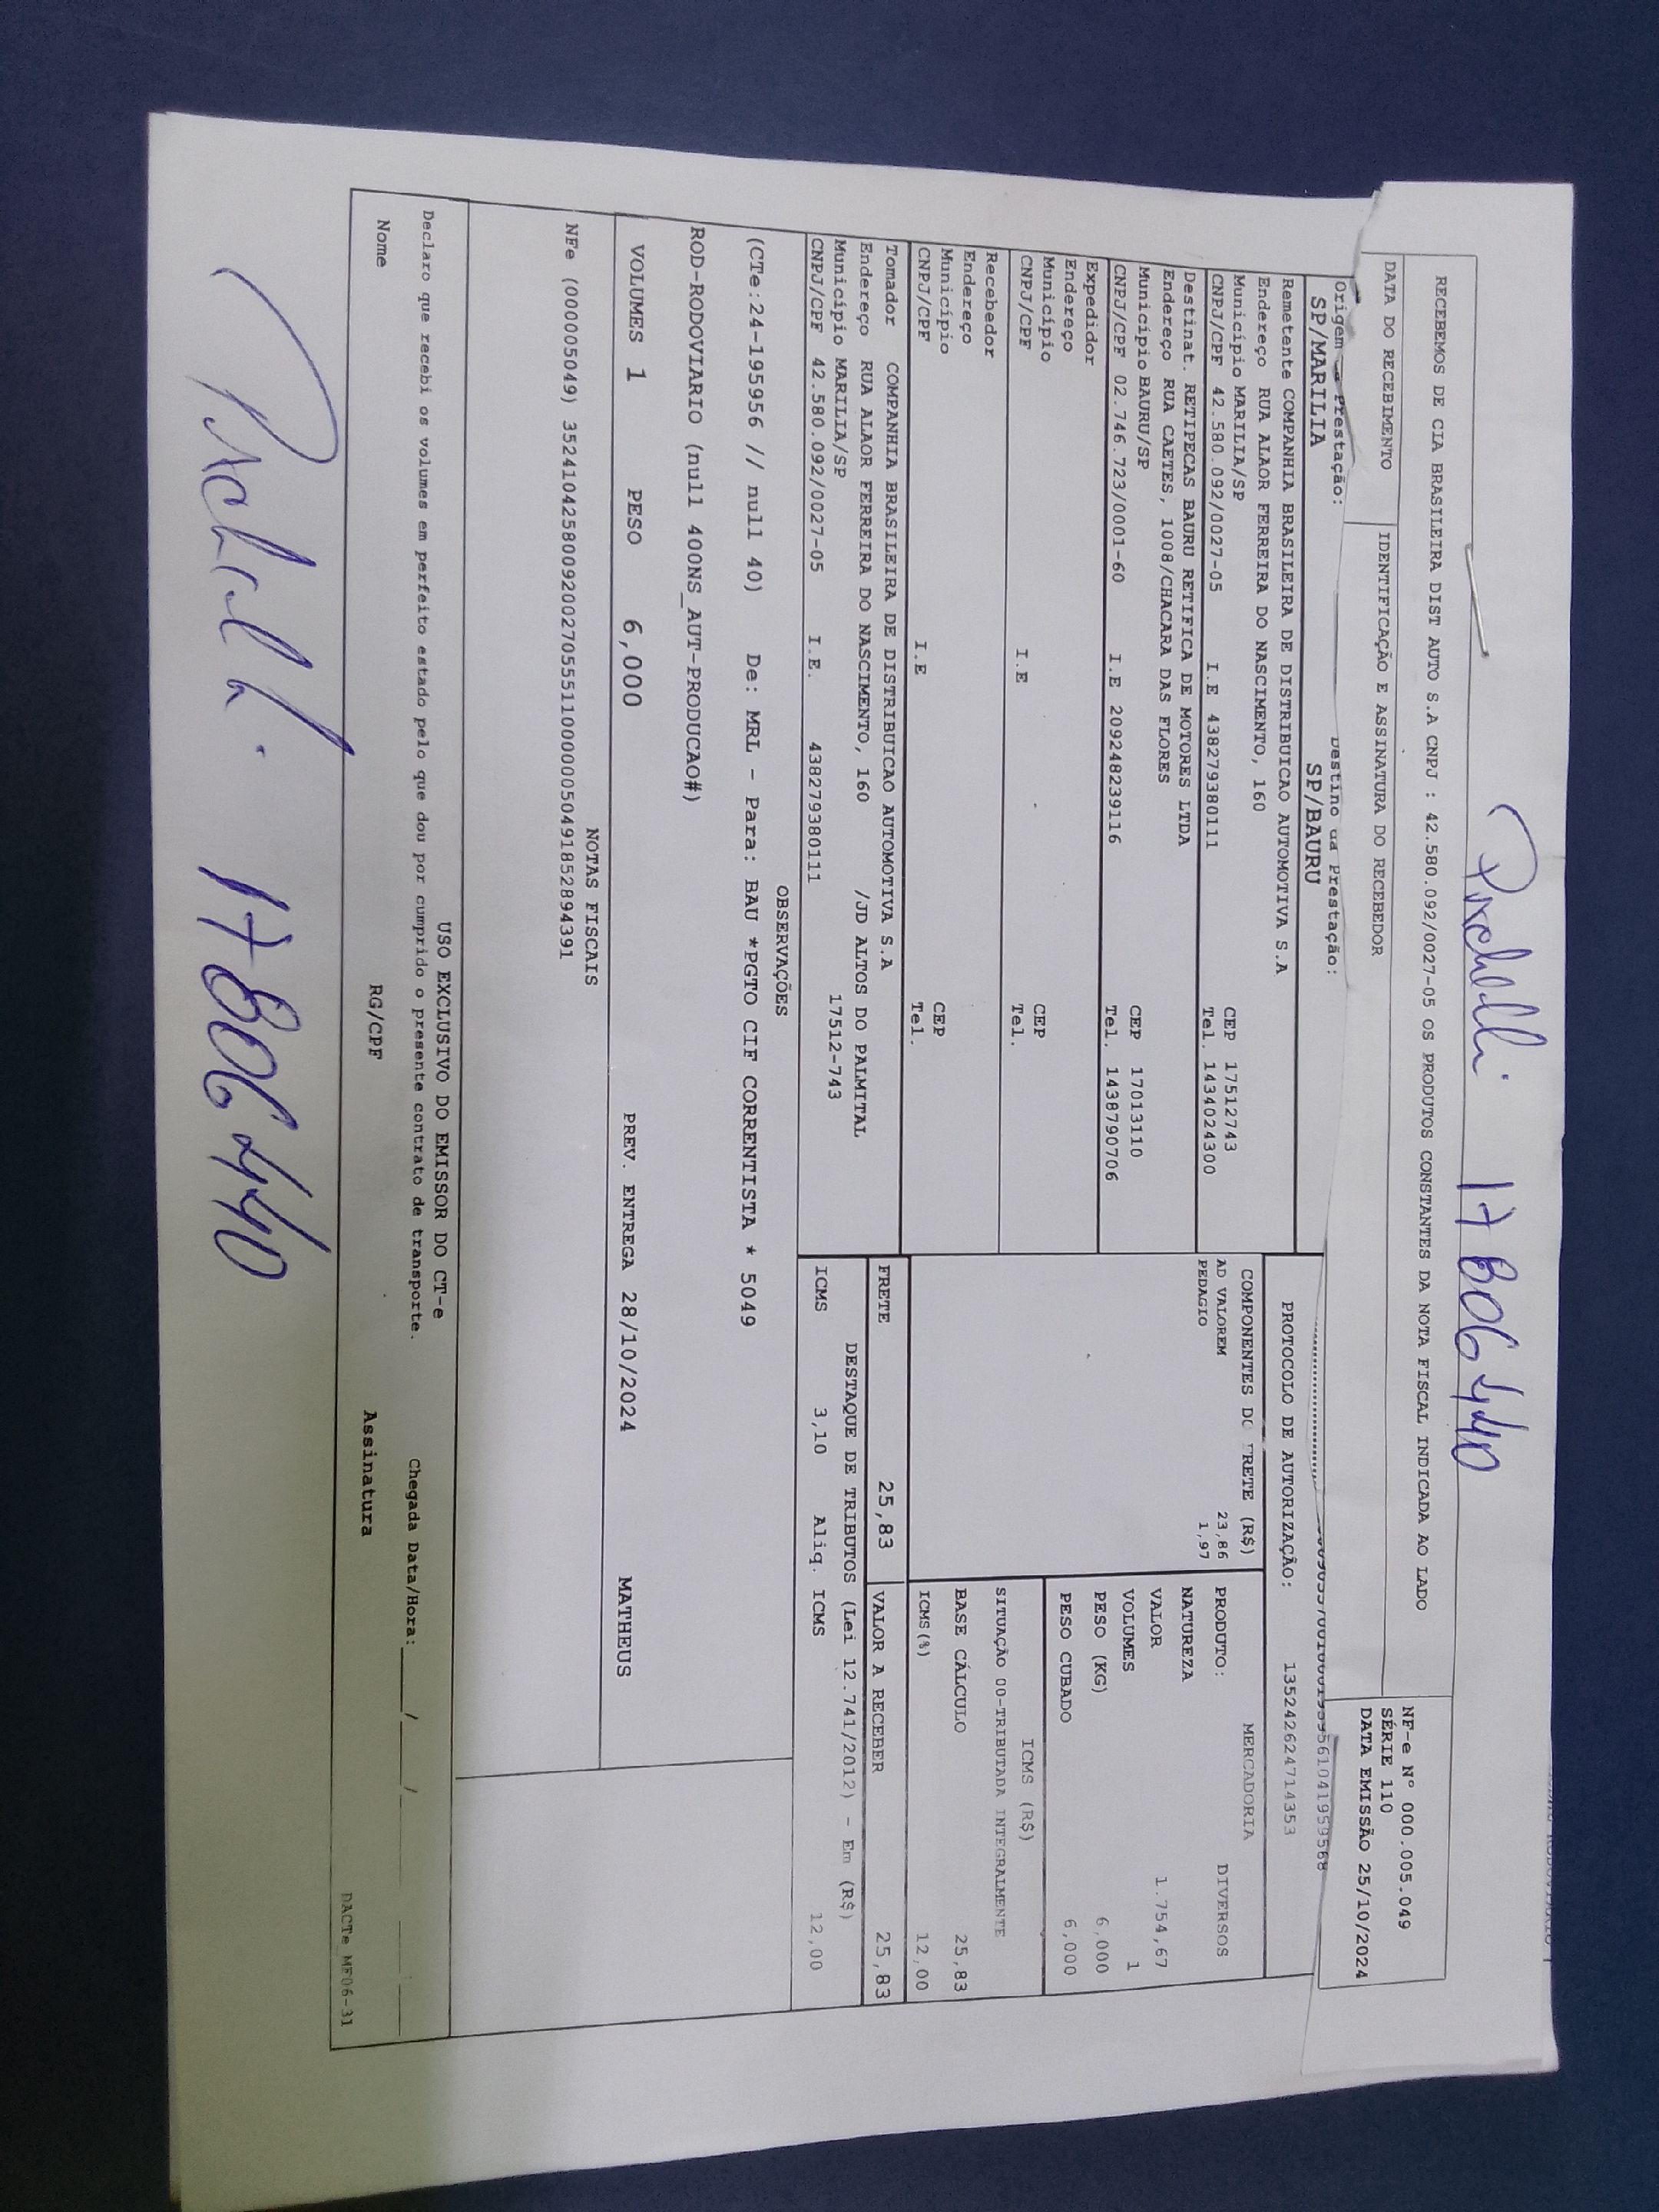 17806440
RECEBEMOS DE CIA BRASILEIRA DIST AUTO S.A CNPJ : 42.580.092/0027-05 OS PRODUTOS CONSTANTES DA NOTA FISCAL INDICADA AO LADO
NF-e Nº 000.005.049
SÉRIE 110
DATA EMISSÃO 25/10/2024
DATA DO RECEBIMENTO
IDENTIFICAÇÃO E ASSINATURA DO RECEBEDOR
Origem Prestação:
SP/MARILIA
Destino da Prestação:
SP/BAURU
PROTOCOLO DE AUTORIZAÇÃO: 135242624714353
Remetente COMPANHIA BRASILEIRA DE DISTRIBUICAO AUTOMOTIVA S.A
Endereço RUA ALAOR FERREIRA DO NASCIMENTO, 160
Município MARILIA/SP CEP 17512743
CNPJ/CPF 42.580.092/0027-05 I.E 438279380111 Tel. 1434024300
Destinat. RETIPECAS BAURU RETIFICA DE MOTORES LTDA
Endereço RUA CAETES, 1008/CHACARA DAS FLORES
Município BAURU/SP CEP 17013110
CNPJ/CPF 02.746.723/0001-60 I.E 209248239116 Tel. 1438790706
Expedidor
Endereço
Município CEP
CNPJ/CPF I.E Tel.
Recebedor
Endereço
Município CEP
CNPJ/CPF I.E Tel.
Tomador COMPANHIA BRASILEIRA DE DISTRIBUICAO AUTOMOTIVA S.A
Endereço RUA ALAOR FERREIRA DO NASCIMENTO, 160 /JD ALTOS DO PALMITAL
Município MARILIA/SP 17512-743
CNPJ/CPF 42.580.092/0027-05 I.E. 438279380111
COMPONENTES DO FRETE (R$)
AD VALOREM 23,86
PEDAGIO 1,97
MERCADORIA
PRODUTO: DIVERSOS
NATUREZA
VALOR 1.754,67
VOLUMES 1
PESO (KG) 6,000
PESO CUBADO 6,000
ICMS (R$)
SITUAÇÃO 00-TRIBUTADA INTEGRALMENTE
BASE CÁLCULO 25,83
ICMS(%) 12,00
FRETE 25,83
VALOR A RECEBER 25,83
DESTAQUE DE TRIBUTOS (Lei 12.741/2012) - Em (R$)
ICMS 3,10 Aliq. ICMS 12,00
OBSERVAÇÕES
(CTe:24-195956 // null 40) De: MRL - Para: BAU *PGTO CIF CORRENTISTA * 5049
ROD-RODOVIARIO (null 400NS_AUT-PRODUCAO#)
VOLUMES 1 PESO 6,000 PREV. ENTREGA 28/10/2024 MATHEUS
NOTAS FISCAIS
NFe (000005049) 35241042580092002705551100000050491852894391
USO EXCLUSIVO DO EMISSOR DO CT-e
Declaro que recebi os volumes em perfeito estado pelo que dou por cumprido o presente contrato de transporte. Chegada Data/Hora:____/____/____ ____:____
Nome RG/CPF Assinatura
DACTe MF06-31
17806440